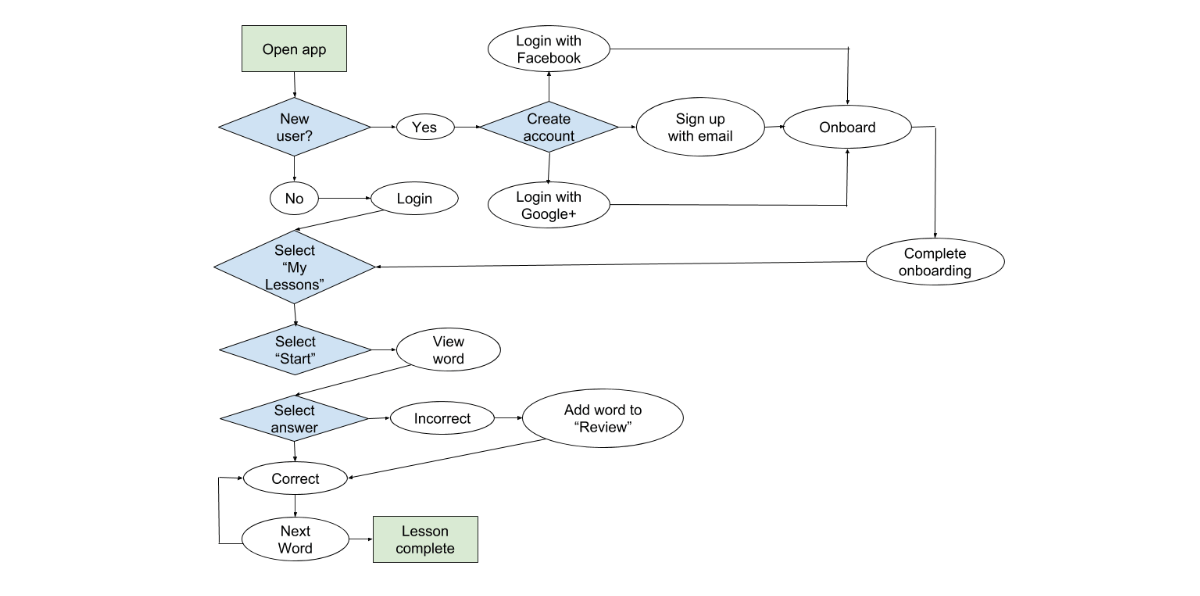 Open app
Login with
Facebook
New
user?
Yes
Create
account
Sign up
with email
Onboard
No
Login
Login with
Google+
Select
“My
Lessons”
Complete
onboarding
Select
“Start”
View
word
Select
answer
Incorrect
Add word to
“Review”
Correct
Next
Word
Lesson
complete